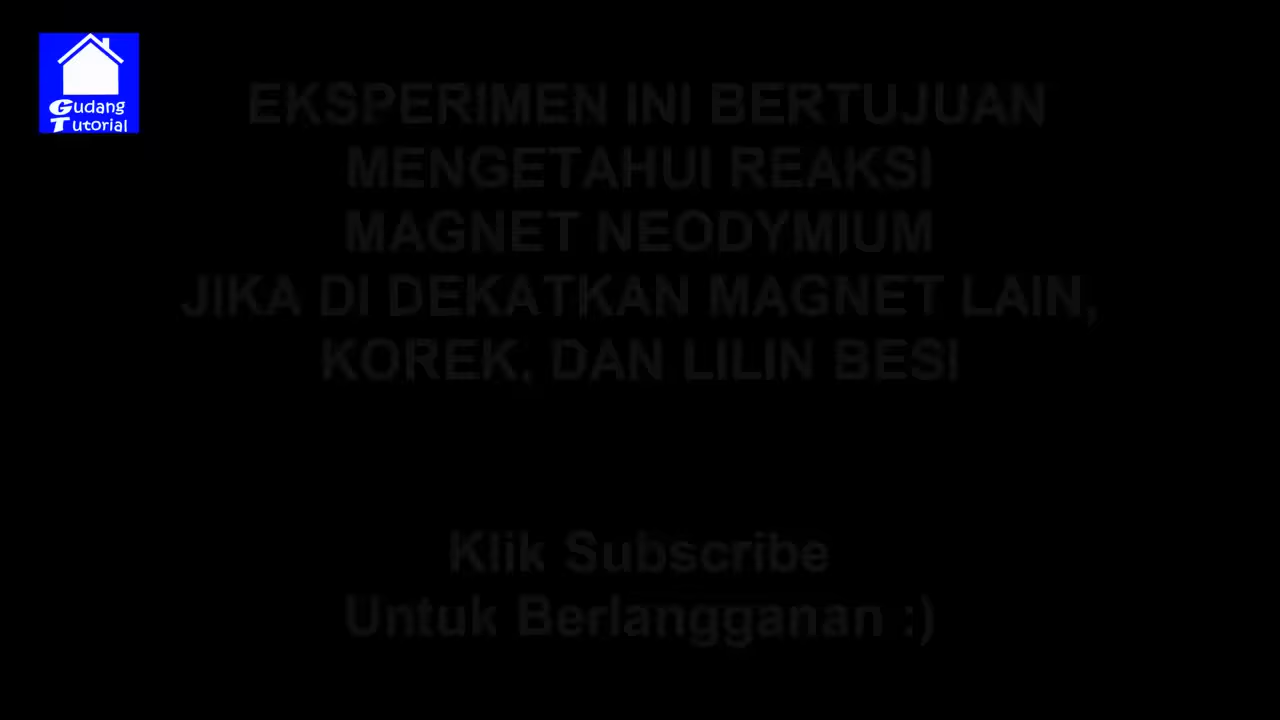 Gudang
Tutorial
EKSPERIMEN INI BERTUJUAN
MENGETAHUI REAKSI
MAGNET NEODYMIUM
JIKA DI DEKATKAN MAGNET LAIN,
KOREK, DAN LILIN BESI
Klik Subscribe
Untuk Berlangganan :)